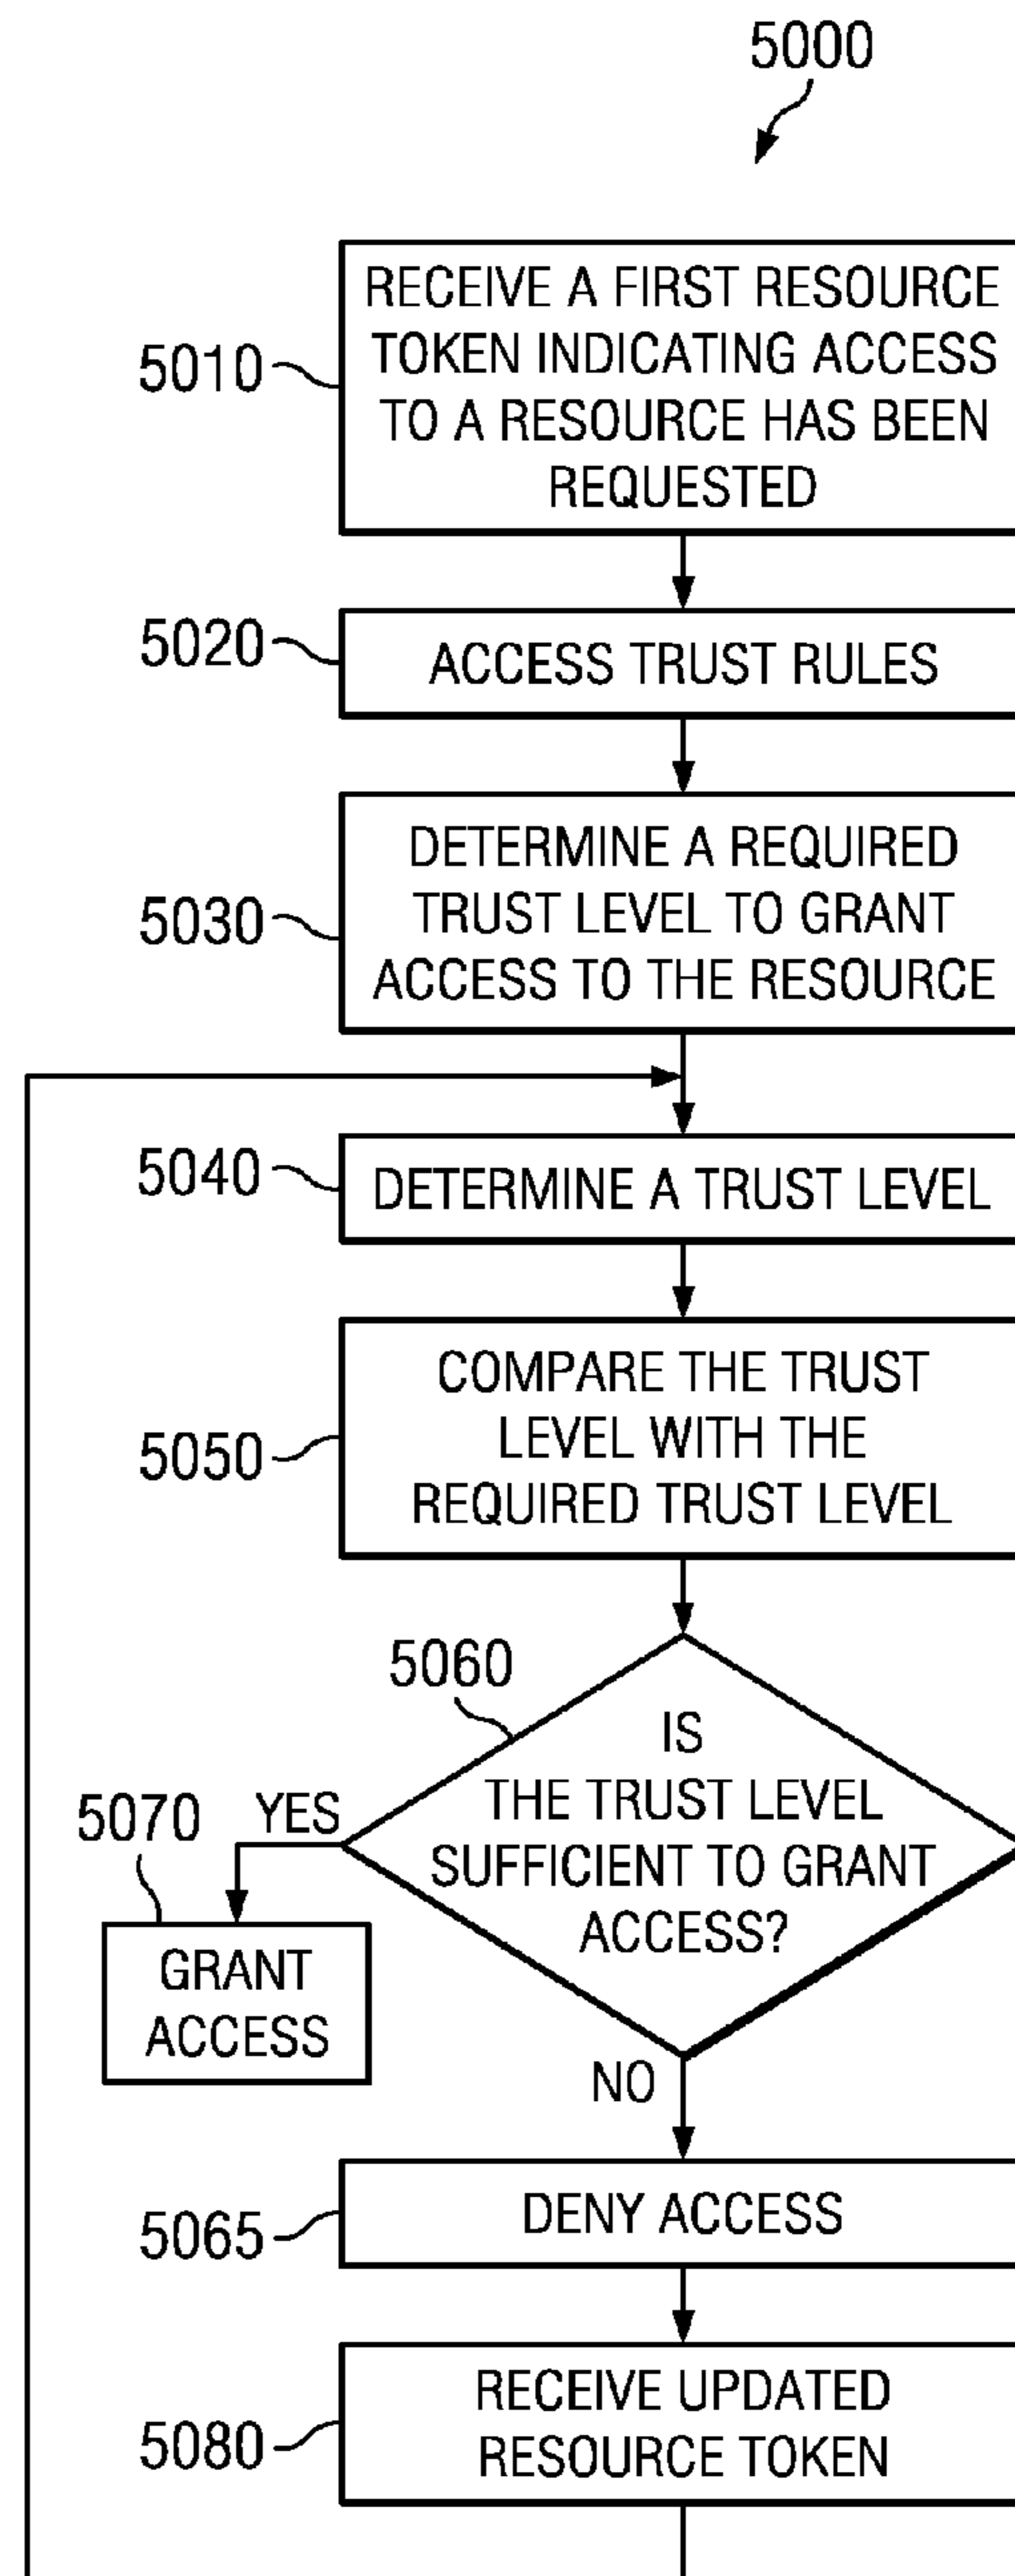 5000
RECEIVE A FIRST RESOURCE
TOKEN INDICATING ACCESS
TO A RESOURCE HAS BEEN
REQUESTED
5010
5020
ACCESS TRUST RULES
DETERMINE A REQUIRED
TRUST LEVEL TO GRANT
ACCESS TO THE RESOURCE
5030
5040
DETERMINE A TRUST LEVEL
COMPARE THE TRUST
LEVEL WITH THE
REQUIRED TRUST LEVEL
5050
5060
IS
THE TRUST LEVEL
SUFFICIENT TO GRANT
ACCESS?
YES
5070
GRANT
ACCESS
NO
5065
DENY ACCESS
RECEIVE UPDATED
RESOURCE TOKEN
5080